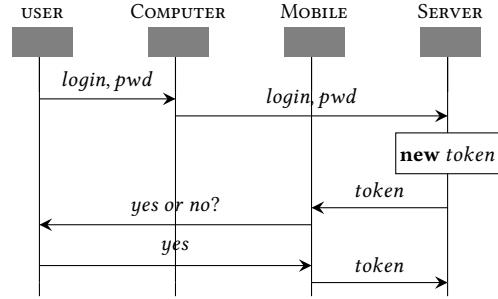 USER COMPUTER MOBILE SERVER
login, pwd
login, pwd
new token
token
yes or no?
yes
token